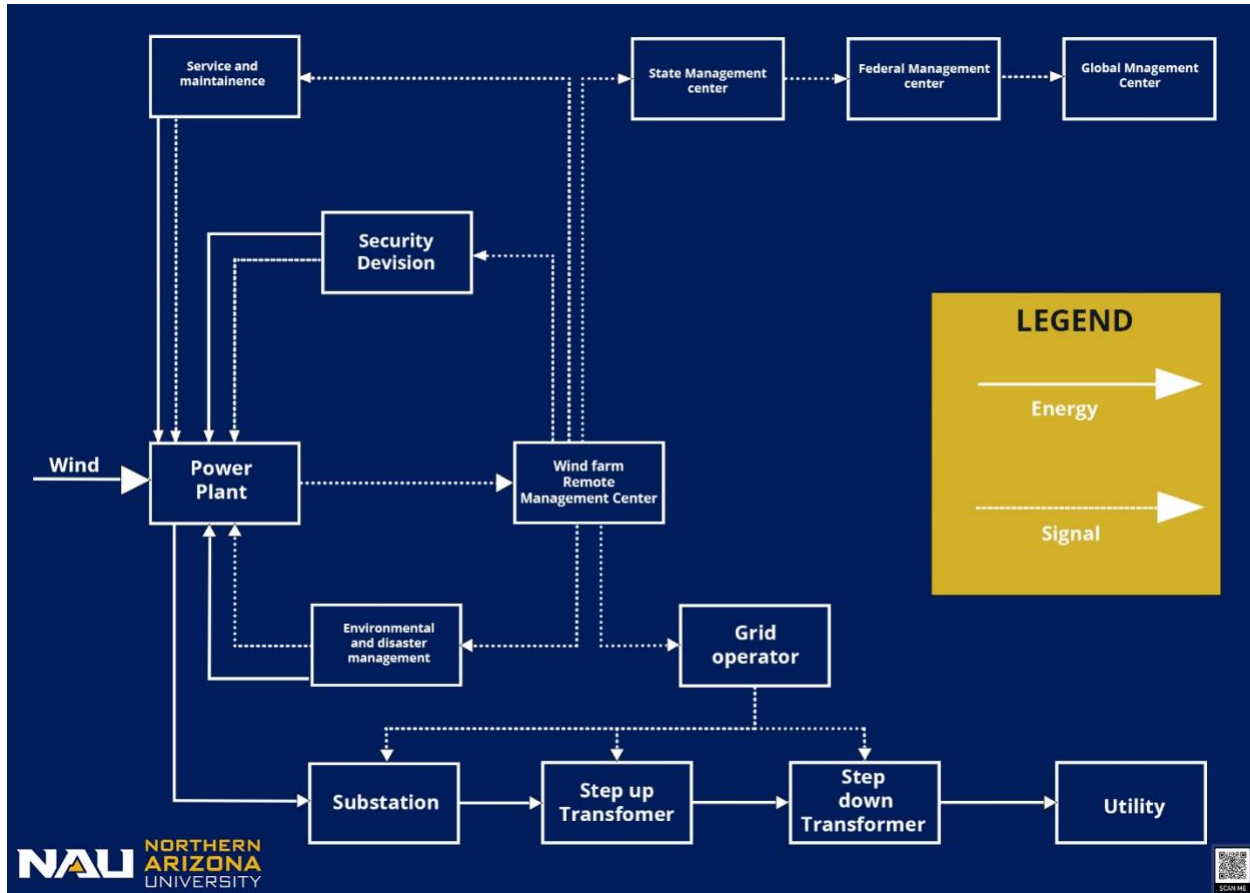 Service and
maintainence
State Management
center
Federal Management
center
Global Mnagement
Center
Security
Devision
LEGEND
Energy
Signal
Wind
Power
Plant
Wind farm
Remote
Management Center
Environmental
and disaster
management
Grid
operator
Substation
Step up
Transfomer
Step
down
Transformer
Utility
NAU
NORTHERN
ARIZONA
UNIVERSITY
SCAN ME